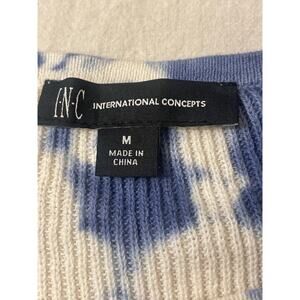 I·N·C INTERNATIONAL CONCEPTS
M
MADE IN
CHINA